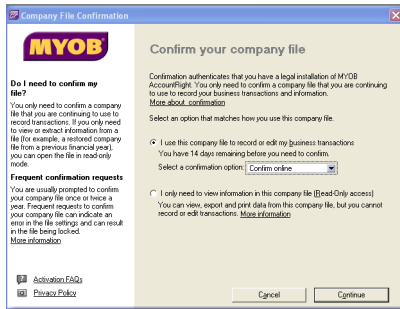 Company File Confirmation
MYOB
Confirm your company file
Do I need to confirm my
file?
You only need to confirm a company
file that you are continuing to use to
record transactions. If you only need
to view or extract information from a
file (for example, a restored company
file from a previous financial year),
you can open the file in read-only
mode.
Frequent confirmation requests
You are usually prompted to confirm
your company file once or twice a
year. Frequent requests to confirm
your company file can indicate an
error in the file settings and can result
in the file being locked.
More information
Activation FAQs
Privacy Policy
Confirmation authenticates that you have a legal installation of MYOB
AccountRight. You only need to confirm a company file that you are continuing
to use to record your business transactions and information.
More about confirmation
Select an option that matches how you use this company file.
I use this company file to record or edit my business transactions
You have 14 days remaining before you need to confirm.
Select a confirmation option: Confirm online
I only need to view information in this company file (Read-Only access)
You can view, export and print data from this company file, but you cannot
record or edit transactions. More information
Cancel
Continue